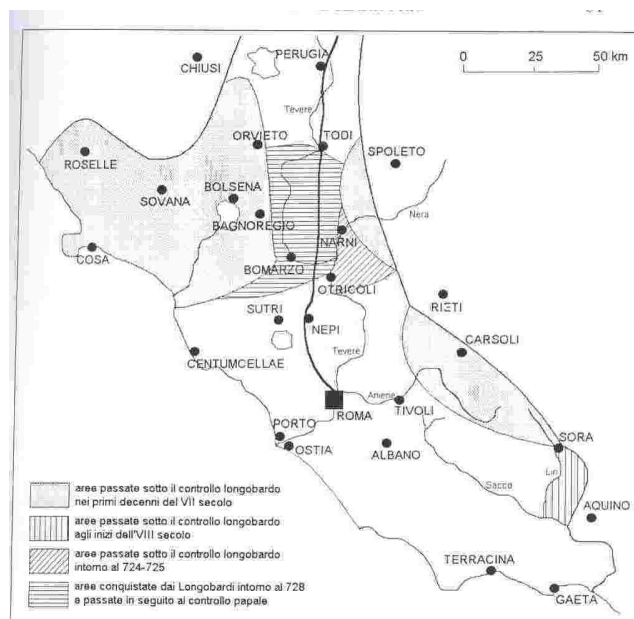 PERUGIA
CHIUSI
0 25 50 km
Tevere
ORVIETO
TODI
ROSELLE
SPOLETO
BOLSENA
SOVANA
BAGNOREGIO
Nera
NARNI
COSA
BOMARZO
OTRICOLI
RIETI
SUTRI
NEPI
CARSOLI
Tevere
CENTUMCELLAE
Aniene
ROMA
TIVOLI
PORTO
OSTIA
ALBANO
SORA
Liri
Sacco
AQUINO
TERRACINA
GAETA
aree passate sotto il controllo longobardo
nei primi decenni del VII secolo
aree passate sotto il controllo longobardo
agli inizi dell'VIII secolo
aree passate sotto il controllo longobardo
intorno al 724-725
aree conquistate dai Longobardi intorno al 728
e passate in seguito al controllo papale